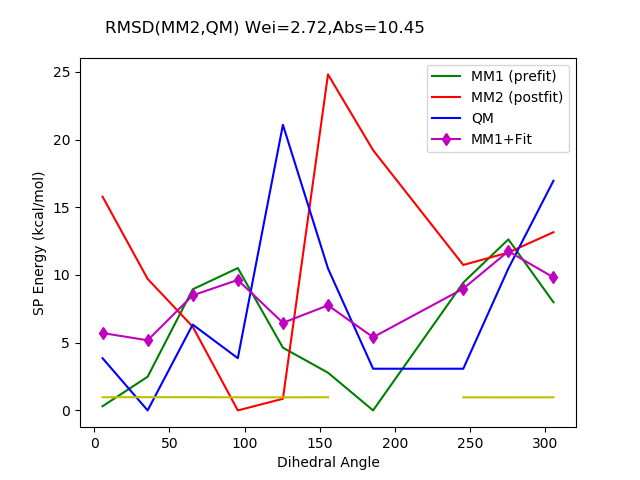 RMSD(MM2,QM) Wei=2.72,Abs=10.45
MM1 (prefit)
MM2 (postfit)
QM
MM1+Fit
SP Energy (kcal/mol)
25
20
15
10
5
0
0 50 100 150 200 250 300
Dihedral Angle